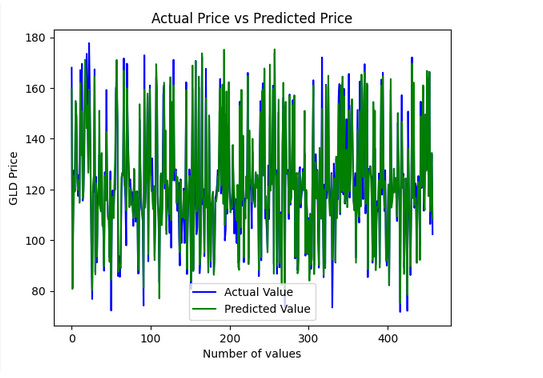 Actual Price vs Predicted Price
180
160
140
120
100
80
GLD Price
Actual Value
Predicted Value
0
100
200
300
400
Number of values